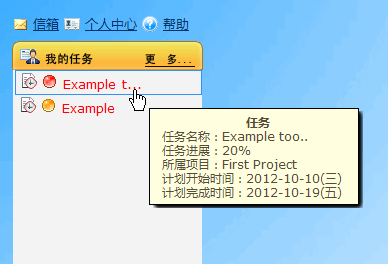 信箱 个人中心 帮助
我的任务 更 多...
Example t...
Example
任务
任务名称：Example too..
任务进展：20%
所属项目：First Project
计划开始时间：2012-10-10(三)
计划完成时间：2012-10-19(五)